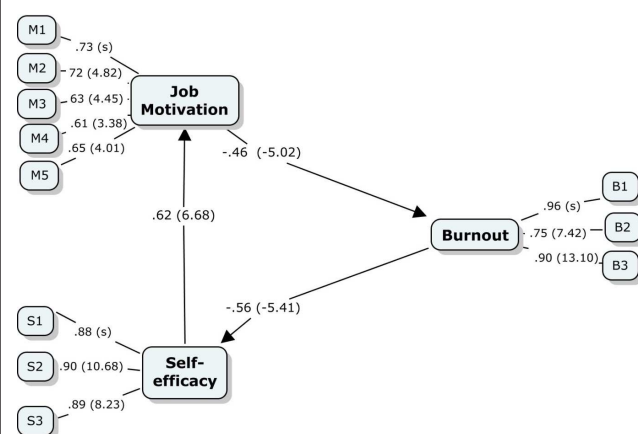 M1
.73 (s)
M2
72 (4.82)
M3
63 (4.45)
M4
.61 (3.38)
M5
.65 (4.01)
Job
Motivation
-.46 (-5.02)
.62 (6.68)
Burnout
.96 (s)
B1
.75 (7.42)
B2
.90 (13.10)
B3
-.56 (-5.41)
S1
.88 (s)
S2
.90 (10.68)
S3
.89 (8.23)
Self-
efficacy